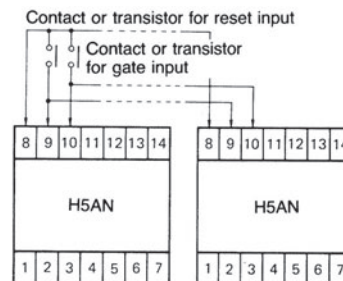 Contact or transistor for reset input
Contact or transistor
for gate input
8 9 10 11 12 13 14
8 9 10 11 12 13 14
H5AN
H5AN
1 2 3 4 5 6 7
1 2 3 4 5 6 7